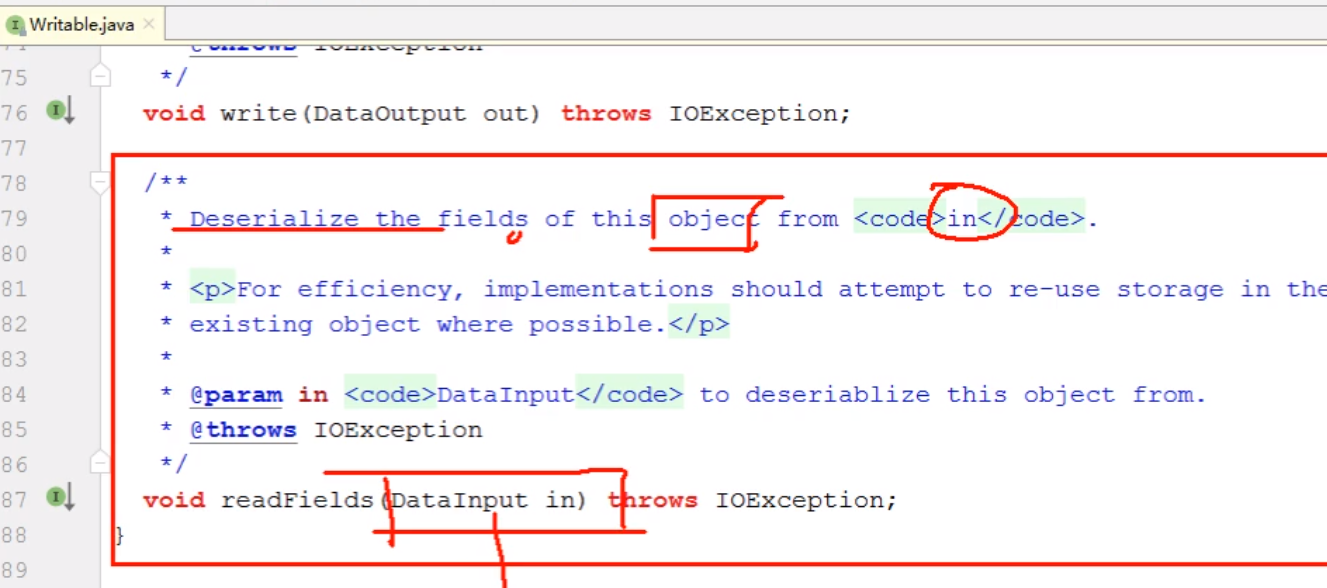 Writable.java
@throws IOException
75 */
76 void write(DataOutput out) throws IOException;
77
78 /**
79 * Deserialize the fields of this object from <code>in</code>.
80 *
81 * <p>For efficiency, implementations should attempt to re-use storage in the
82 * existing object where possible.</p>
83 *
84 * @param in <code>DataInput</code> to deseriablize this object from.
85 * @throws IOException
86 */
87 void readFields(DataInput in) throws IOException;
88 }
89